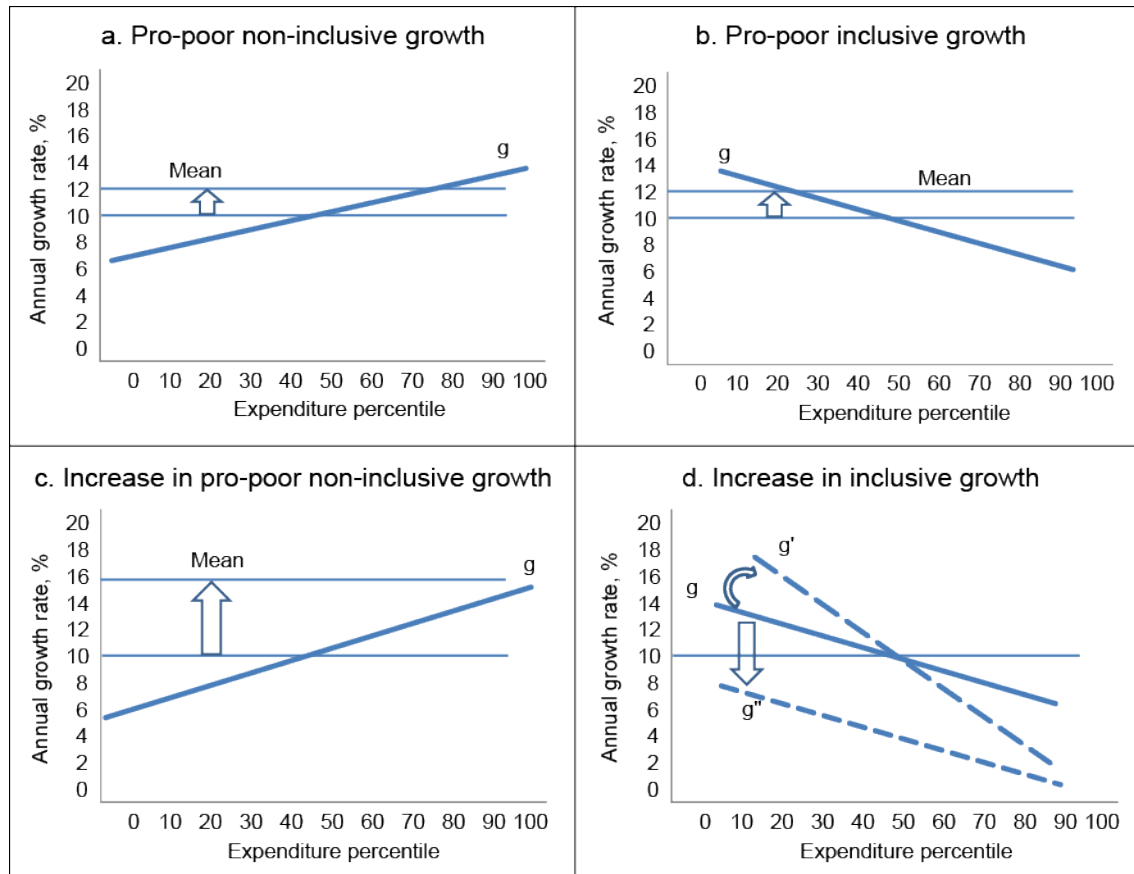 a. Pro-poor non-inclusive growth
Annual growth rate, %
20
18
16
14
12
10
8
6
4
2
0
Mean
g
0 10 20 30 40 50 60 70 80 90 100
Expenditure percentile
b. Pro-poor inclusive growth
Annual growth rate, %
20
18
16
14
12
10
8
6
4
2
0
g
Mean
0 10 20 30 40 50 60 70 80 90 100
Expenditure percentile
c. Increase in pro-poor non-inclusive growth
Annual growth rate, %
20
18
16
14
12
10
8
6
4
2
0
Mean
g
0 10 20 30 40 50 60 70 80 90 100
Expenditure percentile
d. Increase in inclusive growth
Annual growth rate, %
20
18
16
14
12
10
8
6
4
2
0
g'
g
g"
0 10 20 30 40 50 60 70 80 90 100
Expenditure percentile